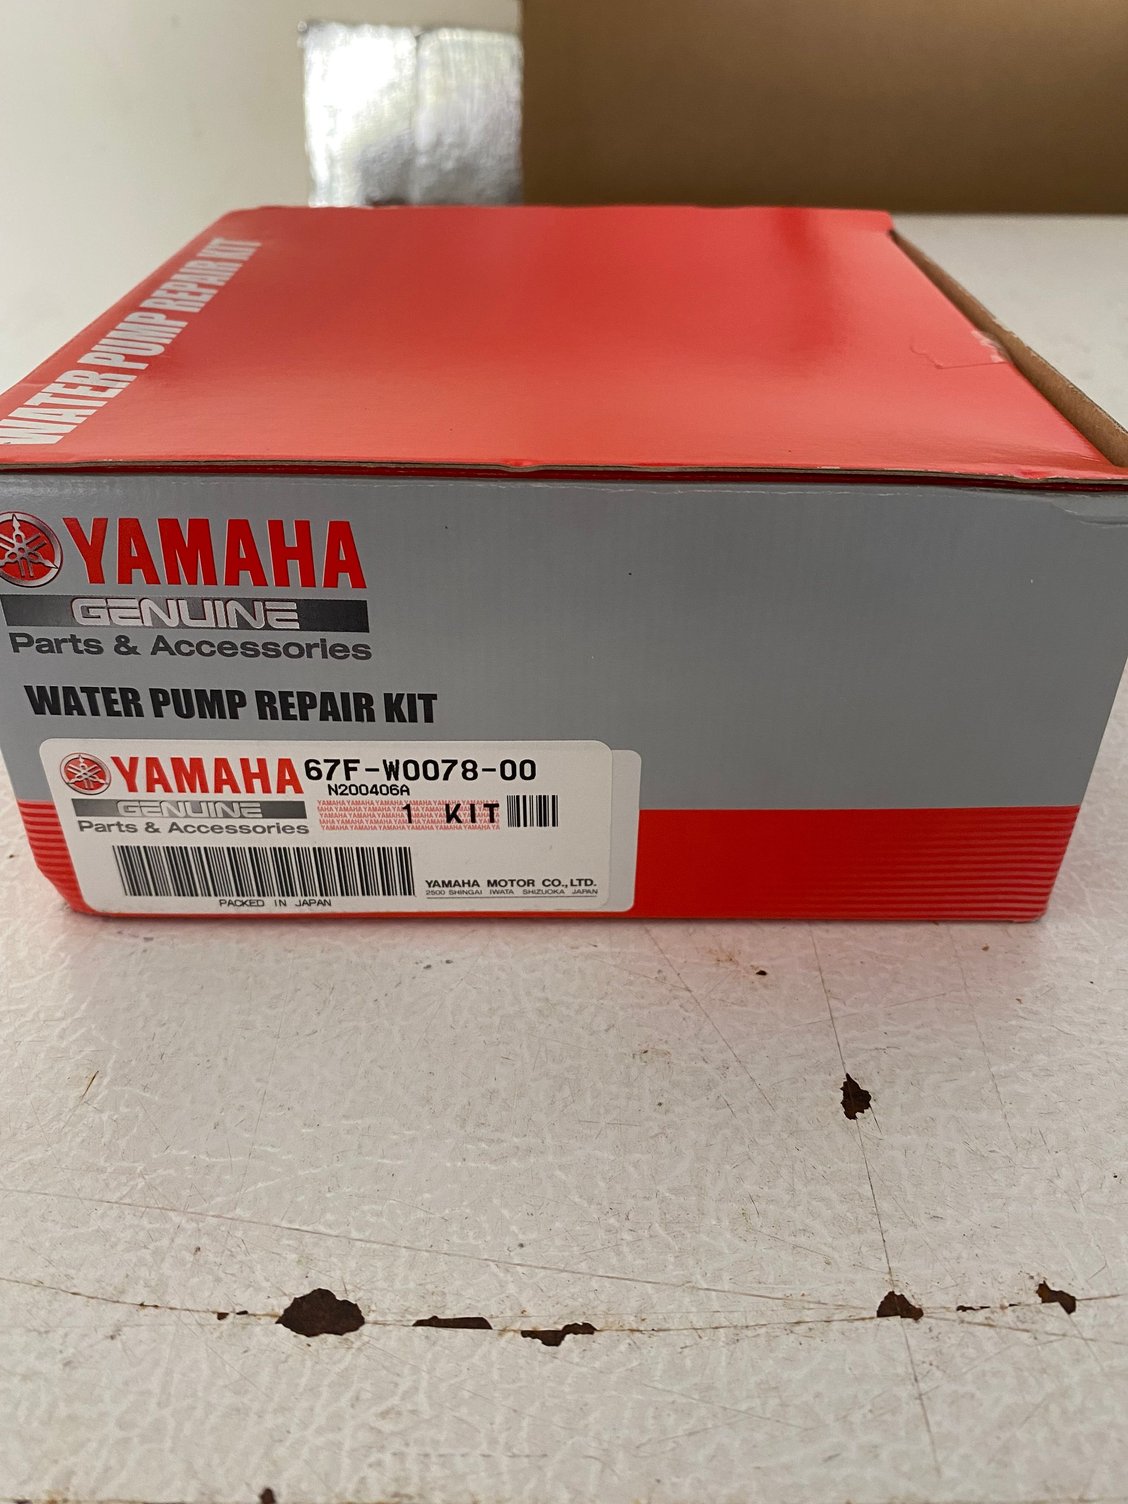 WATER PUMP REPAIR KIT
YAMAHA
GENUINE
Parts & Accessories
WATER PUMP REPAIR KIT
YAMAHA 67F-W0078-00
N200406A
GENUINE
1 KIT
Parts & Accessories
YAMAHA MOTOR CO.,LTD.
2500 SHINGAI IWATA SHIZUOKA JAPAN
PACKED IN JAPAN